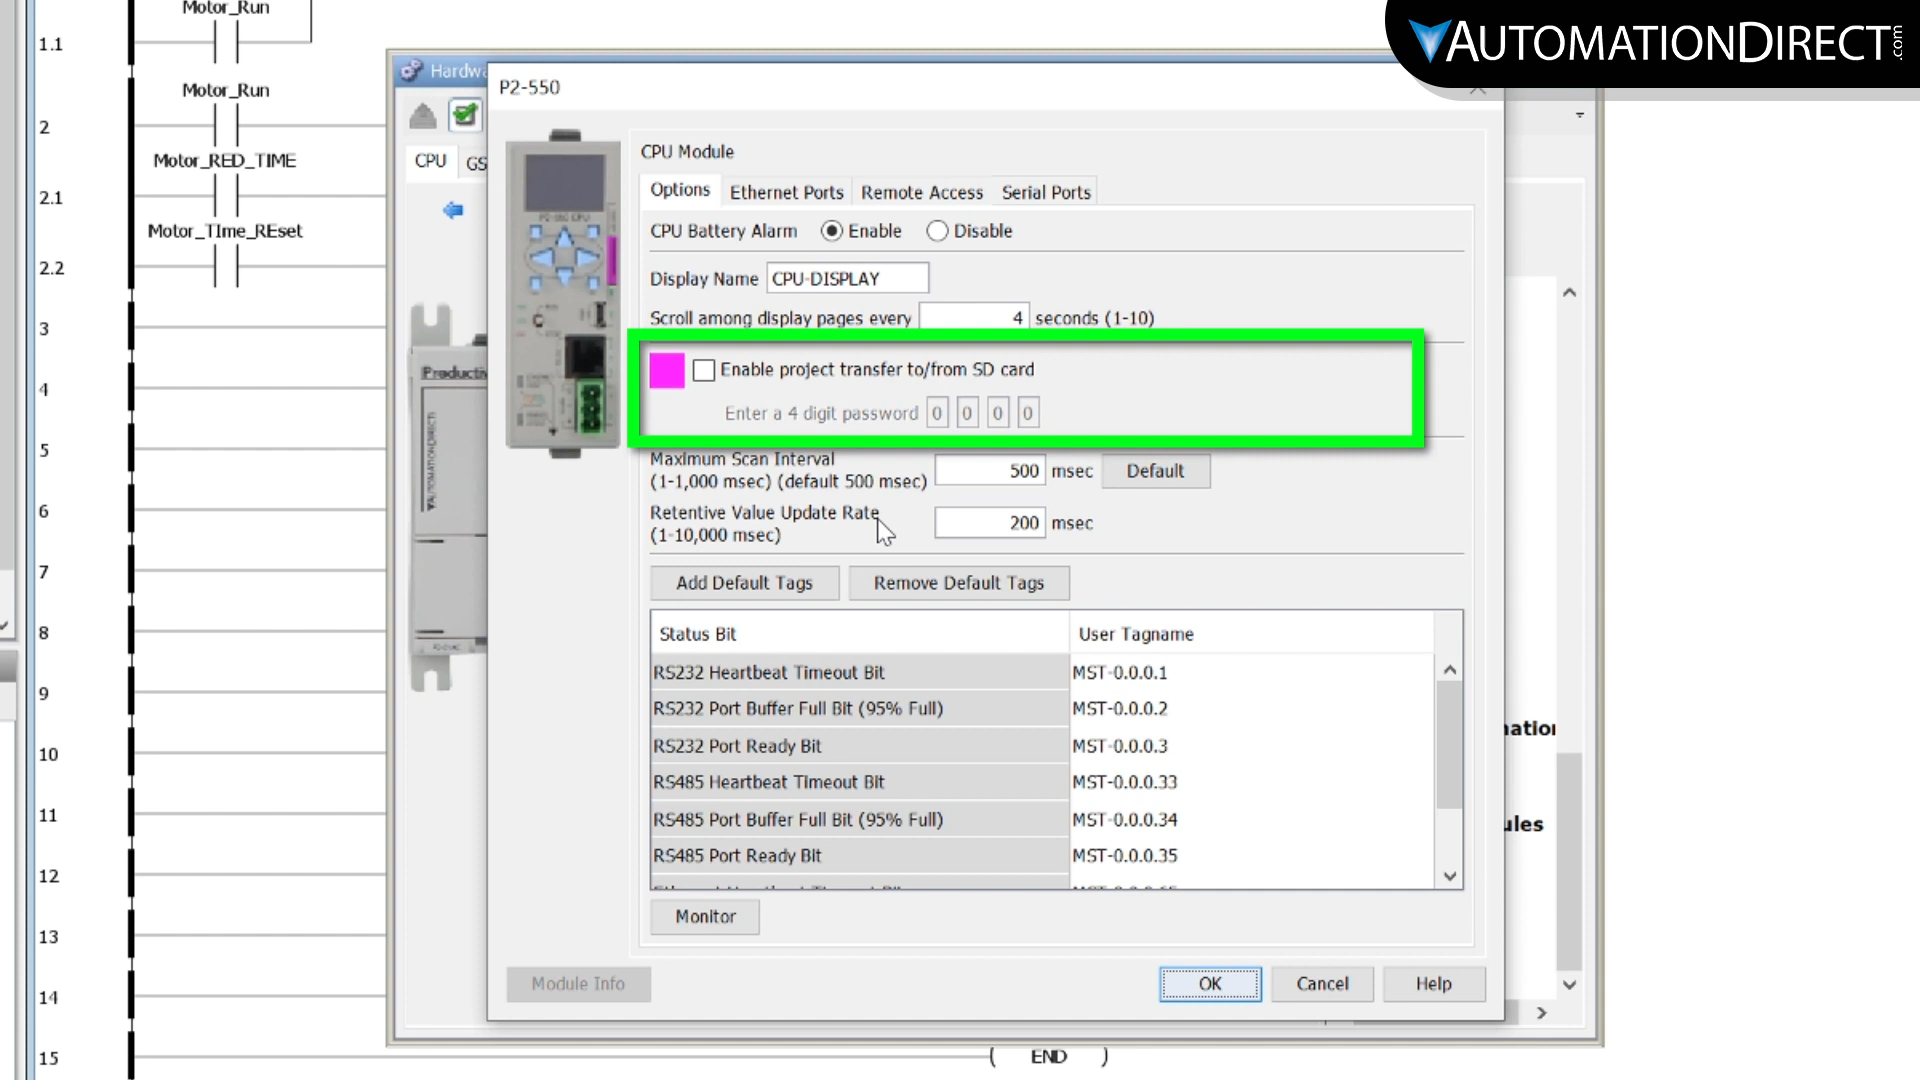 AUTOMATIONDIRECT.com
Motor_Run
1.1
Motor_Run
2
Motor_RED_TIME
2.1
Motor_TIme_REset
2.2
3
4
5
6
7
8
9
10
11
12
13
14
15
( END )
Hardwa
CPU GS
Productiv
P2-550
CPU Module
Options Ethernet Ports Remote Access Serial Ports
CPU Battery Alarm Enable Disable
Display Name CPU-DISPLAY
Scroll among display pages every 4 seconds (1-10)
Enable project transfer to/from SD card
Enter a 4 digit password 0 0 0 0
Maximum Scan Interval
(1-1,000 msec) (default 500 msec) 500 msec Default
Retentive Value Update Rate
(1-10,000 msec) 200 msec
Add Default Tags Remove Default Tags
Status Bit User Tagname
RS232 Heartbeat Timeout Bit MST-0.0.0.1
RS232 Port Buffer Full Bit (95% Full) MST-0.0.0.2
RS232 Port Ready Bit MST-0.0.0.3
RS485 Heartbeat Timeout Bit MST-0.0.0.33
RS485 Port Buffer Full Bit (95% Full) MST-0.0.0.34
RS485 Port Ready Bit MST-0.0.0.35
Monitor
Module Info OK Cancel Help
ation
ules